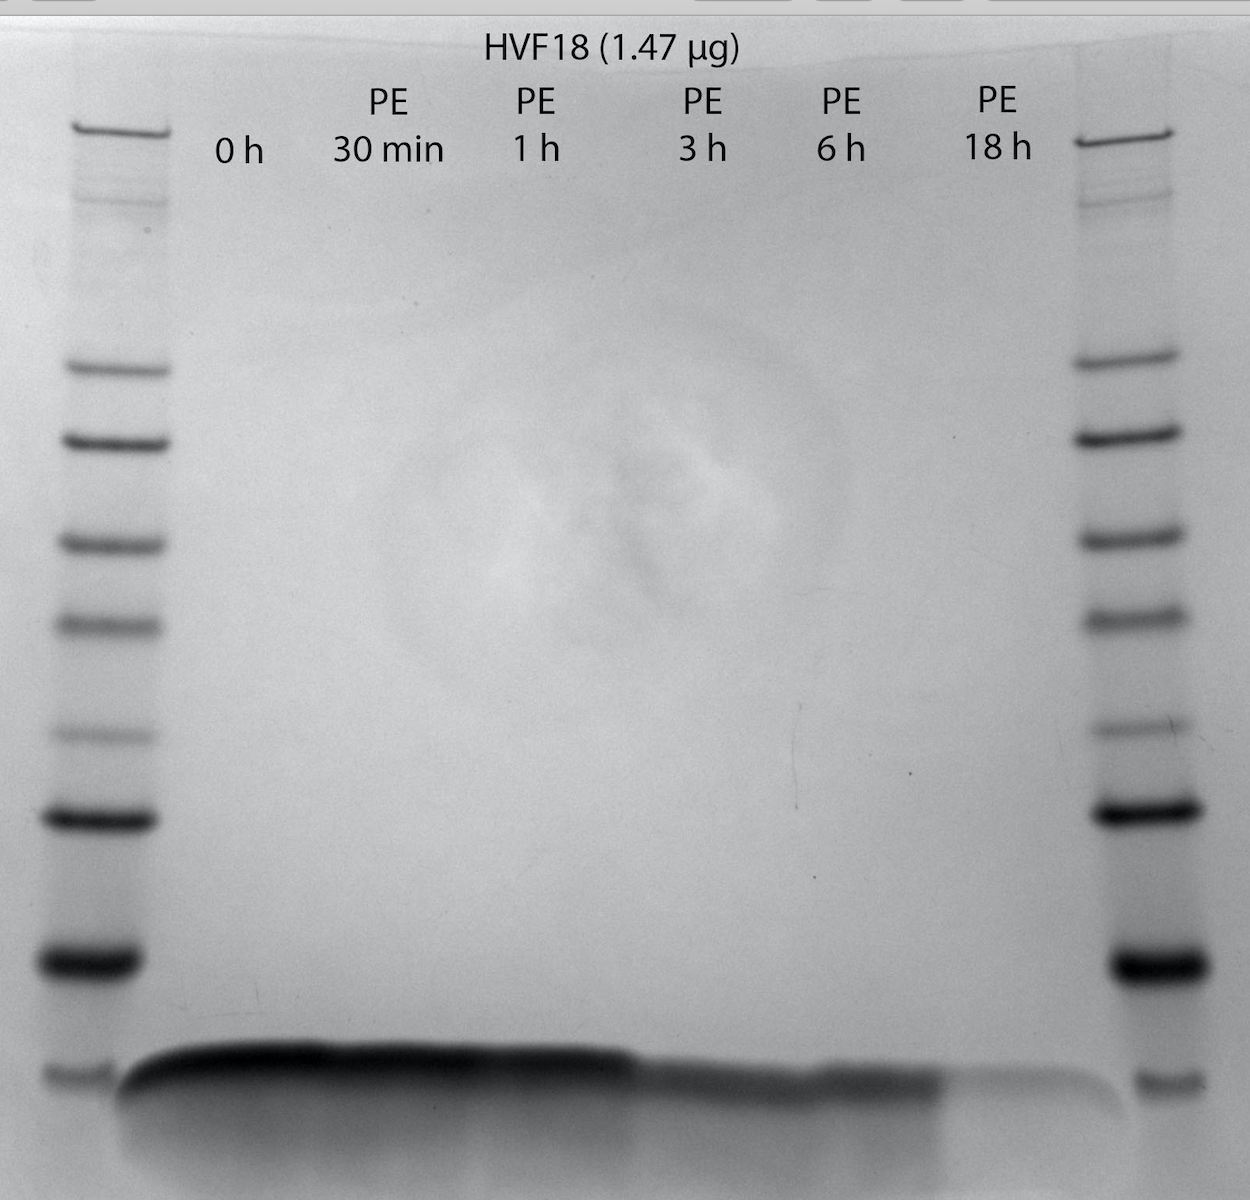 HVF18 (1.47 µg)
PE PE PE PE PE
0 h 30 min 1 h 3 h 6 h 18 h